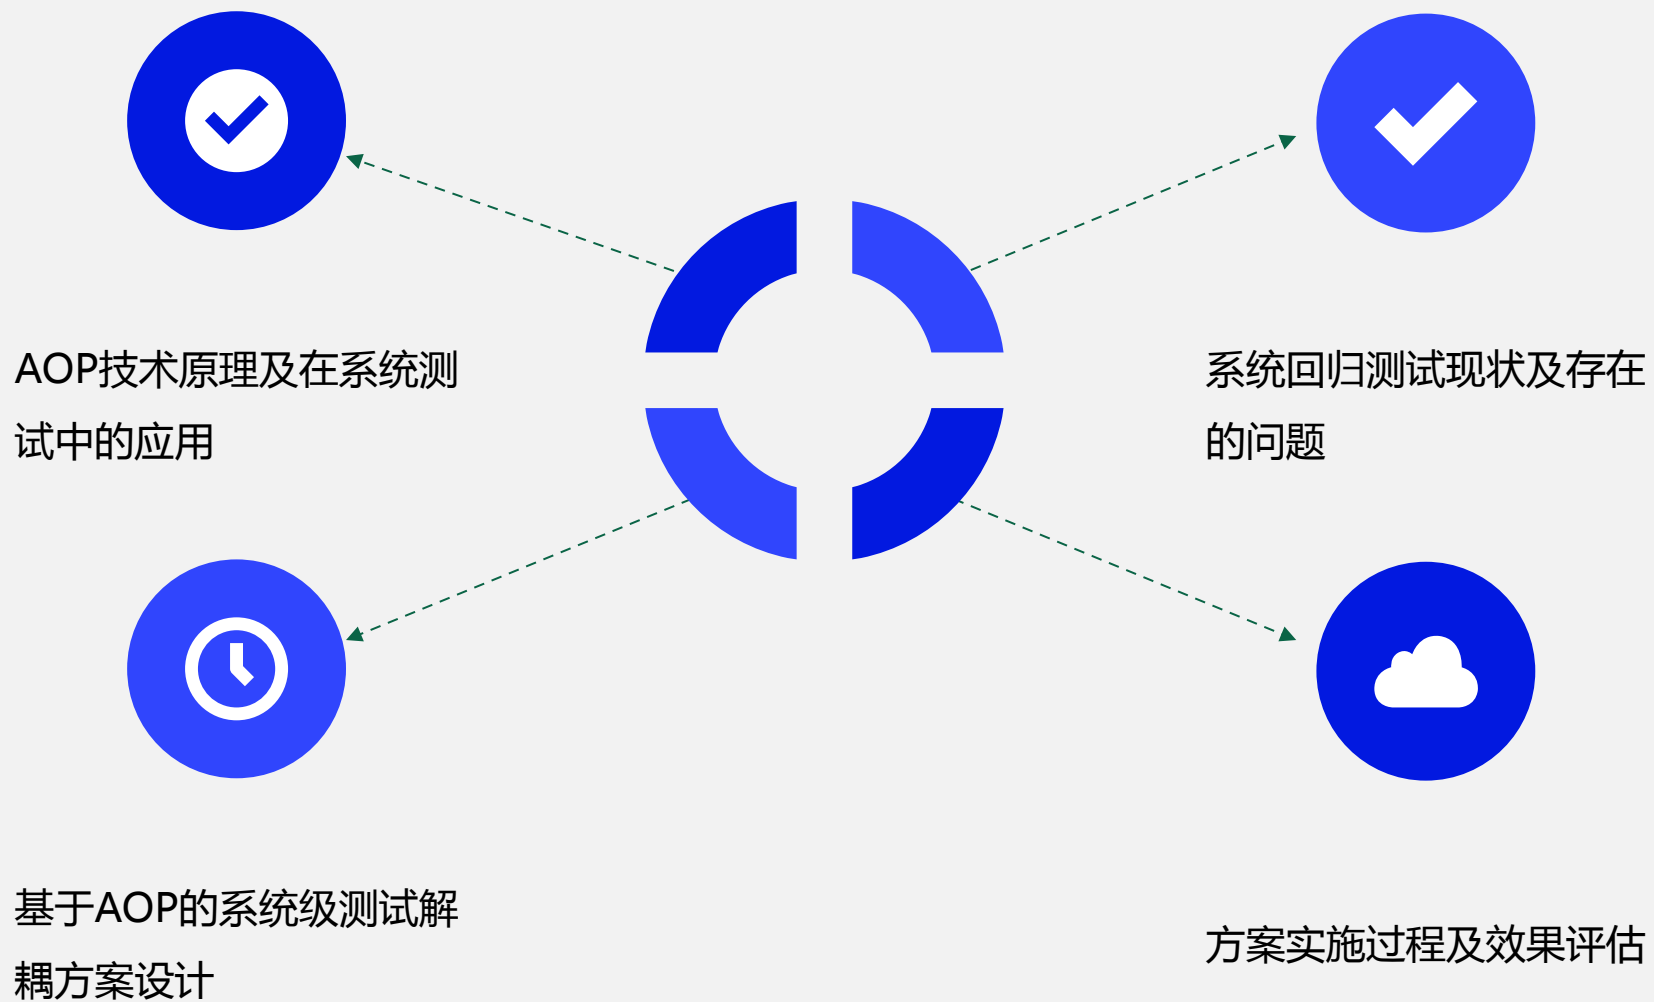 AOP技术原理及在系统测
试中的应用
系统回归测试现状及存在
的问题
基于AOP的系统级测试解
耦方案设计
方案实施过程及效果评估